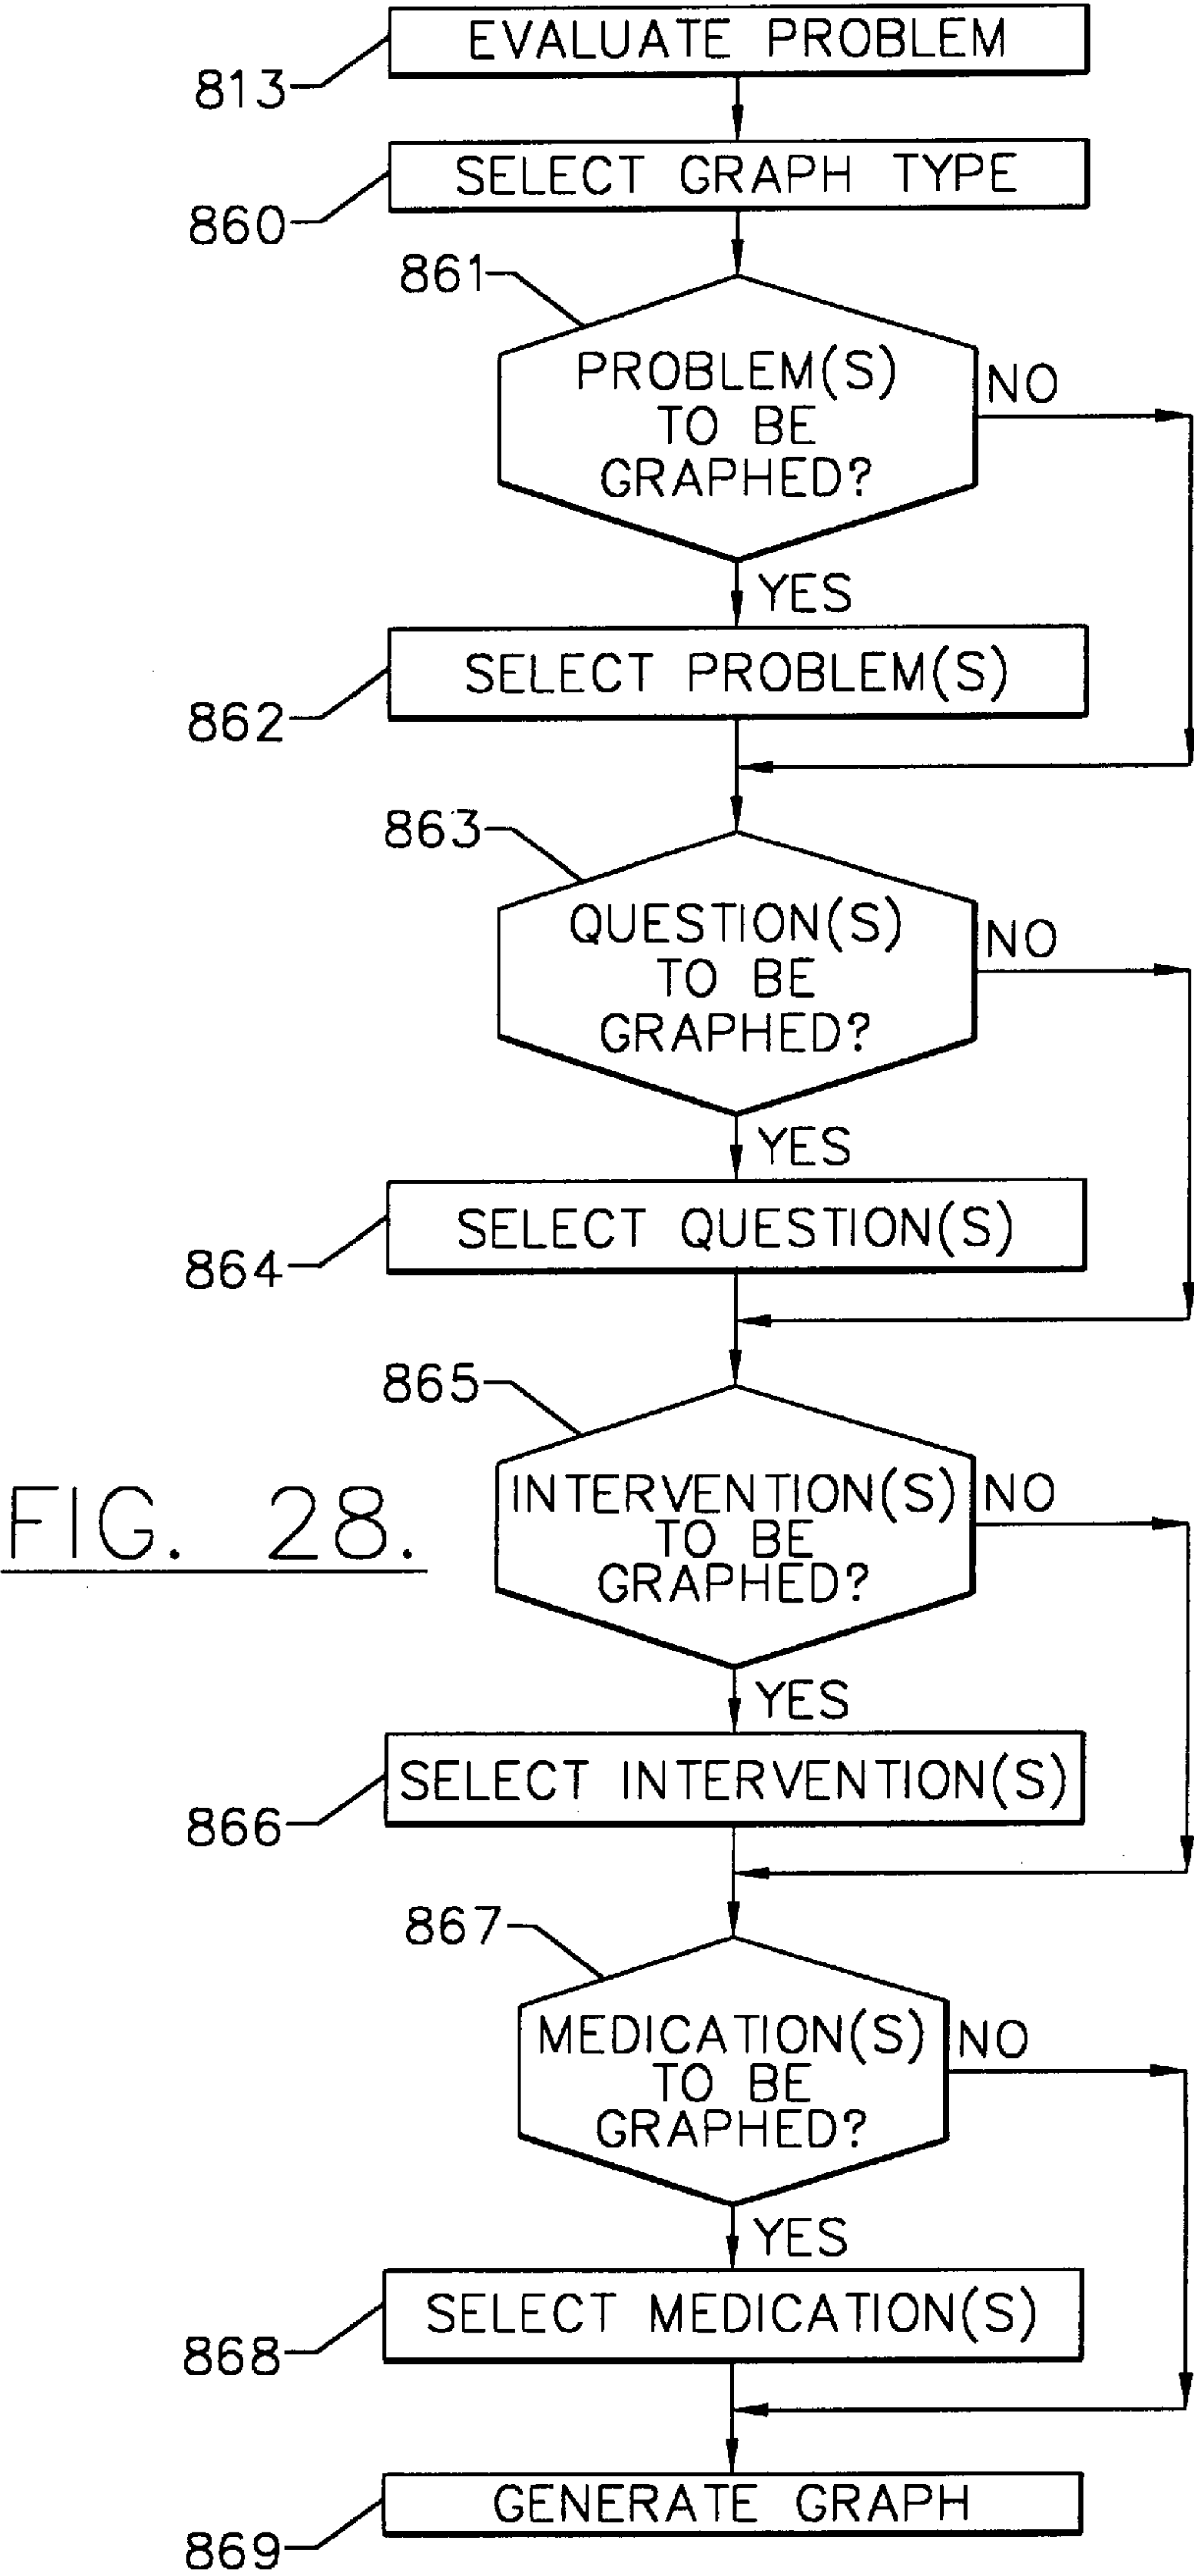 EVALUATE PROBLEM
813
SELECT GRAPH TYPE
860
861
PROBLEM(S)
TO BE
GRAPHED?
NO
YES
SELECT PROBLEM(S)
862
863
QUESTION(S)
TO BE
GRAPHED?
NO
YES
SELECT QUESTION(S)
864
865
INTERVENTION(S)
TO BE
GRAPHED?
NO
FIG. 28.
YES
SELECT INTERVENTION(S)
866
867
MEDICATION(S)
TO BE
GRAPHED?
NO
YES
SELECT MEDICATION(S)
868
GENERATE GRAPH
869